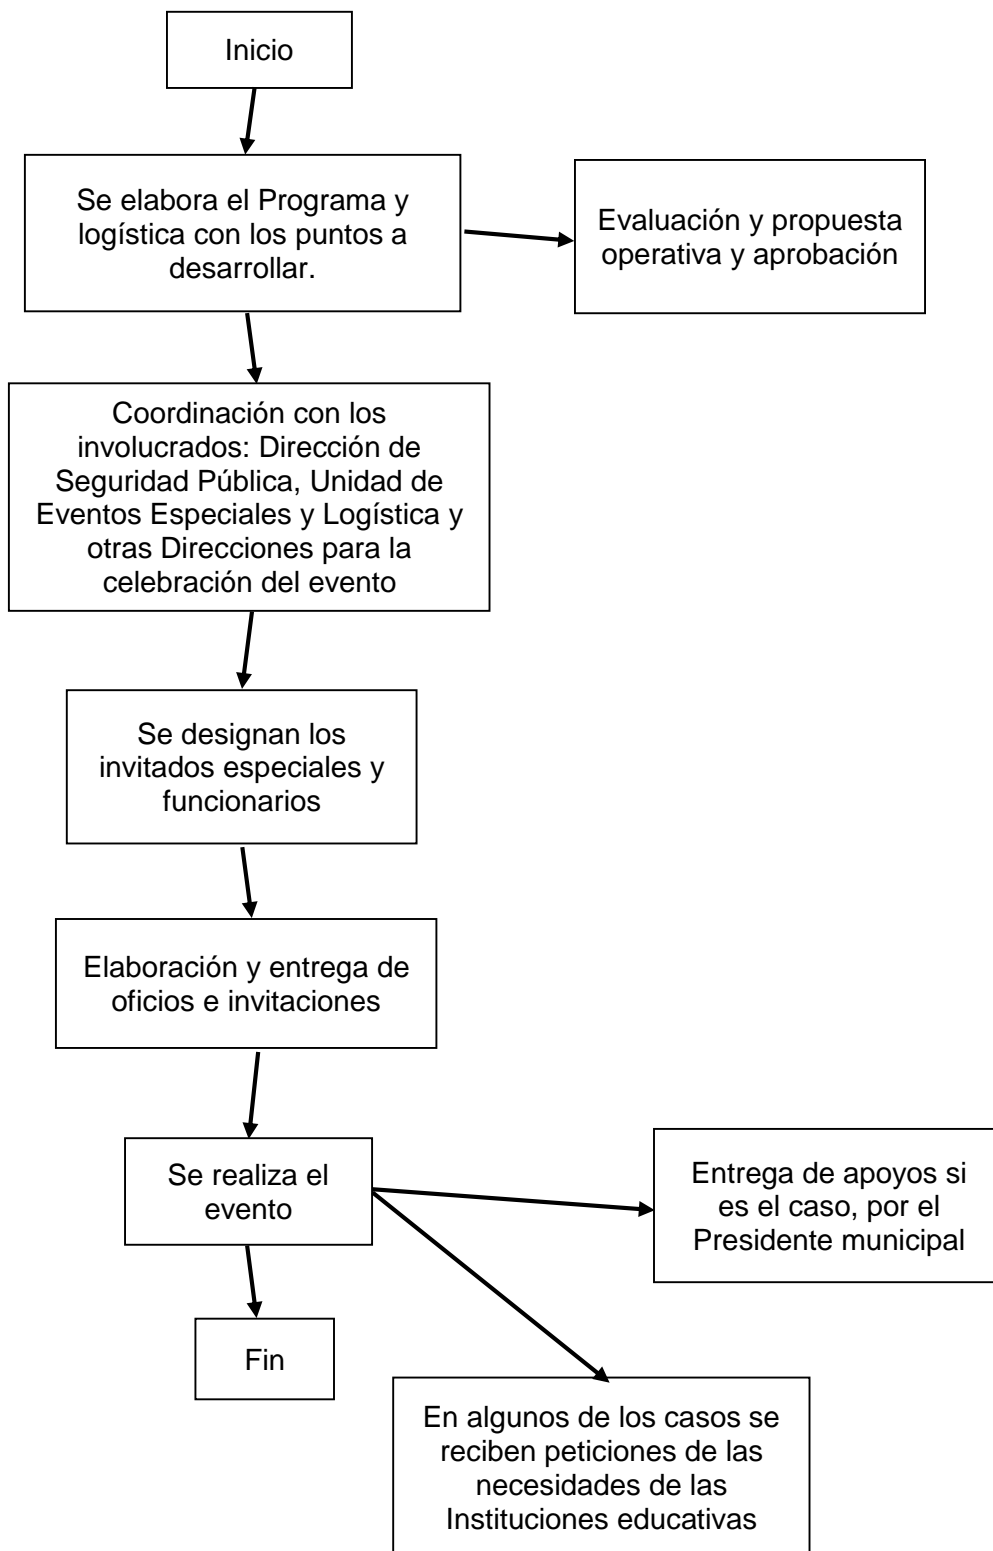 Inicio
Se elabora el Programa y
logística con los puntos a
desarrollar.
Evaluación y propuesta
operativa y aprobación
Coordinación con los
involucrados: Dirección de
Seguridad Pública, Unidad de
Eventos Especiales y Logística y
otras Direcciones para la
celebración del evento
Se designan los
invitados especiales y
funcionarios
Elaboración y entrega de
oficios e invitaciones
Se realiza el
evento
Entrega de apoyos si
es el caso, por el
Presidente municipal
Fin
En algunos de los casos se
reciben peticiones de las
necesidades de las
Instituciones educativas